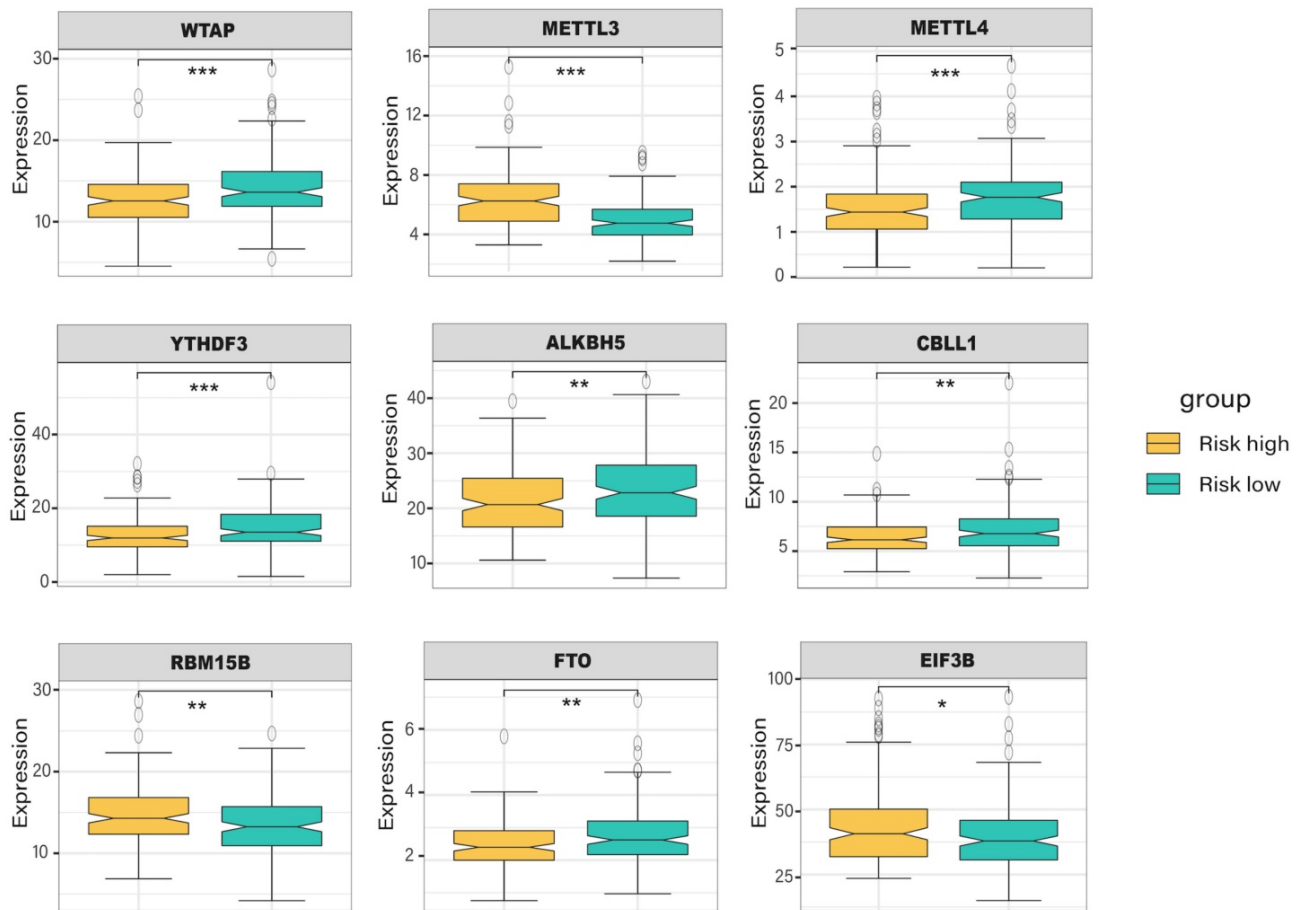 WTAP
Expression
30
20
10
***
METTL3
Expression
16
12
8
4
***
METTL4
Expression
5
4
3
2
1
0
***
YTHDF3
Expression
40
20
0
***
ALKBH5
Expression
40
30
20
10
**
CBLL1
Expression
20
15
10
5
**
group
Risk high
Risk low
RBM15B
Expression
30
20
10
**
FTO
Expression
6
4
2
**
EIF3B
Expression
100
75
50
25
*